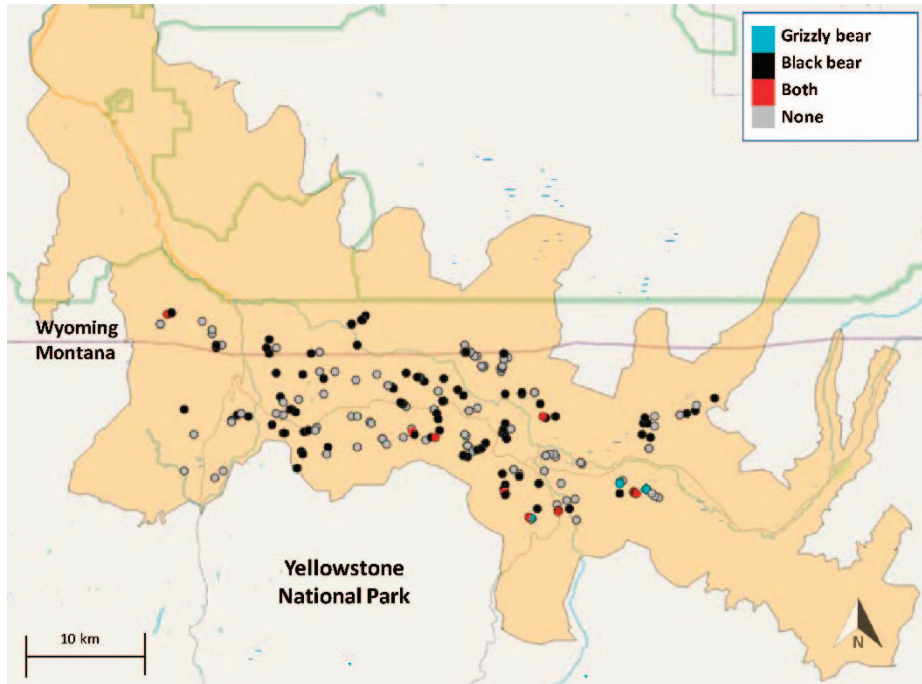 Grizzly bear
Black bear
Both
None
Wyoming
Montana
Yellowstone
National Park
10 km
N